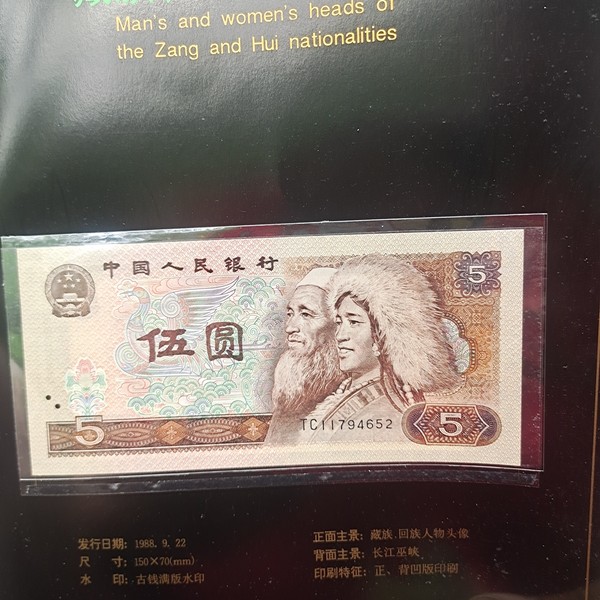 Man's and women's heads of
the Zang and Hui nationalities
中国人民银行
5
伍圆
TC11794652
5
5
发行日期: 1988. 9. 22
尺 寸: 150×70(mm)
水 印: 古钱满版水印
正面主景: 藏族.回族人物头像
背面主景: 长江巫峡
印刷特征: 正、背凹版印刷